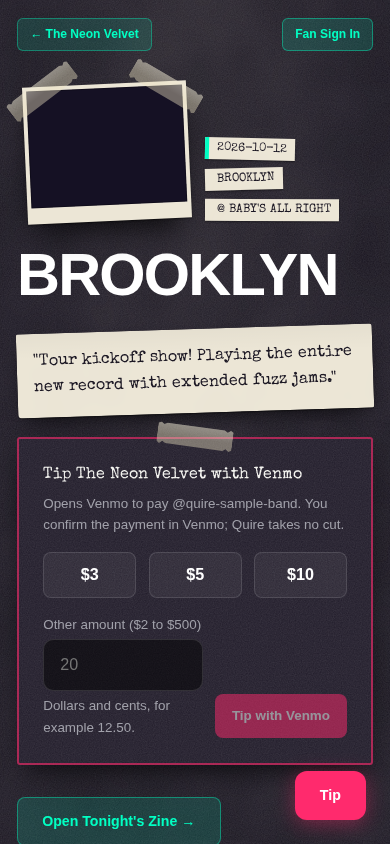 ← The Neon Velvet
Fan Sign In
2026-10-12
BROOKLYN
@ BABY'S ALL RIGHT
BROOKLYN
"Tour kickoff show! Playing the entire
new record with extended fuzz jams."
Tip The Neon Velvet with Venmo
Opens Venmo to pay @quire-sample-band. You
confirm the payment in Venmo; Quire takes no cut.
$3
$5
$10
Other amount ($2 to $500)
20
Dollars and cents, for
example 12.50.
Tip with Venmo
Tip
Open Tonight's Zine →